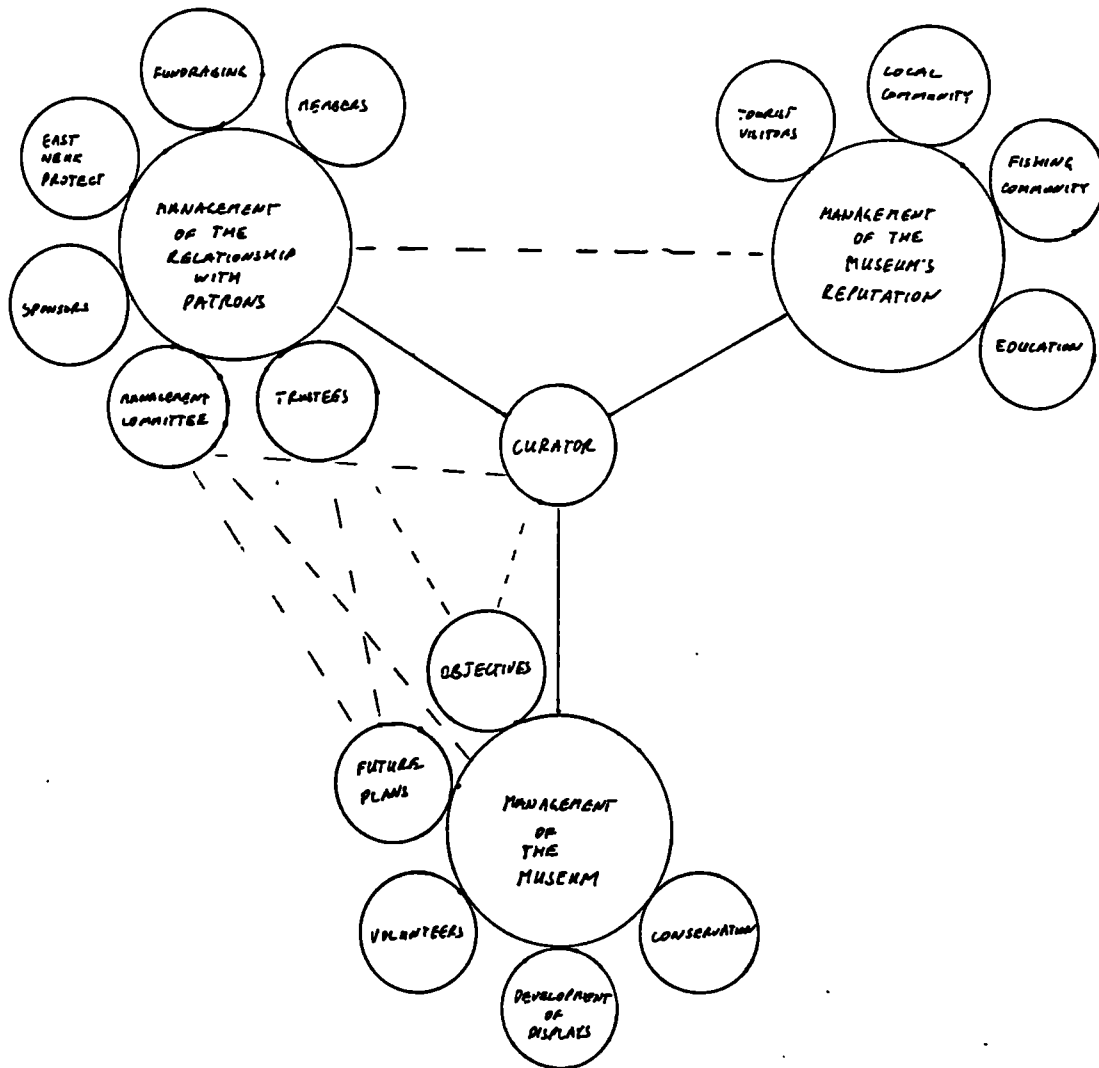 FUNDRAISING
MEMBERS
EAST
NEUK
PROJECT
MANAGEMENT
OF THE
RELATIONSHIP
WITH
PATRONS
SPONSORS
MANAGEMENT
COMMITTEE
TRUSTEES
TOURIST
VISITORS
LOCAL
COMMUNITY
FISHING
COMMUNITY
MANAGEMENT
OF THE
MUSEUM'S
REPUTATION
EDUCATION
CURATOR
OBJECTIVES
FUTURE
PLANS
MANAGEMENT
OF
THE
MUSEUM
VOLUNTEERS
CONSERVATION
DEVELOPMENT
OF
DISPLAYS